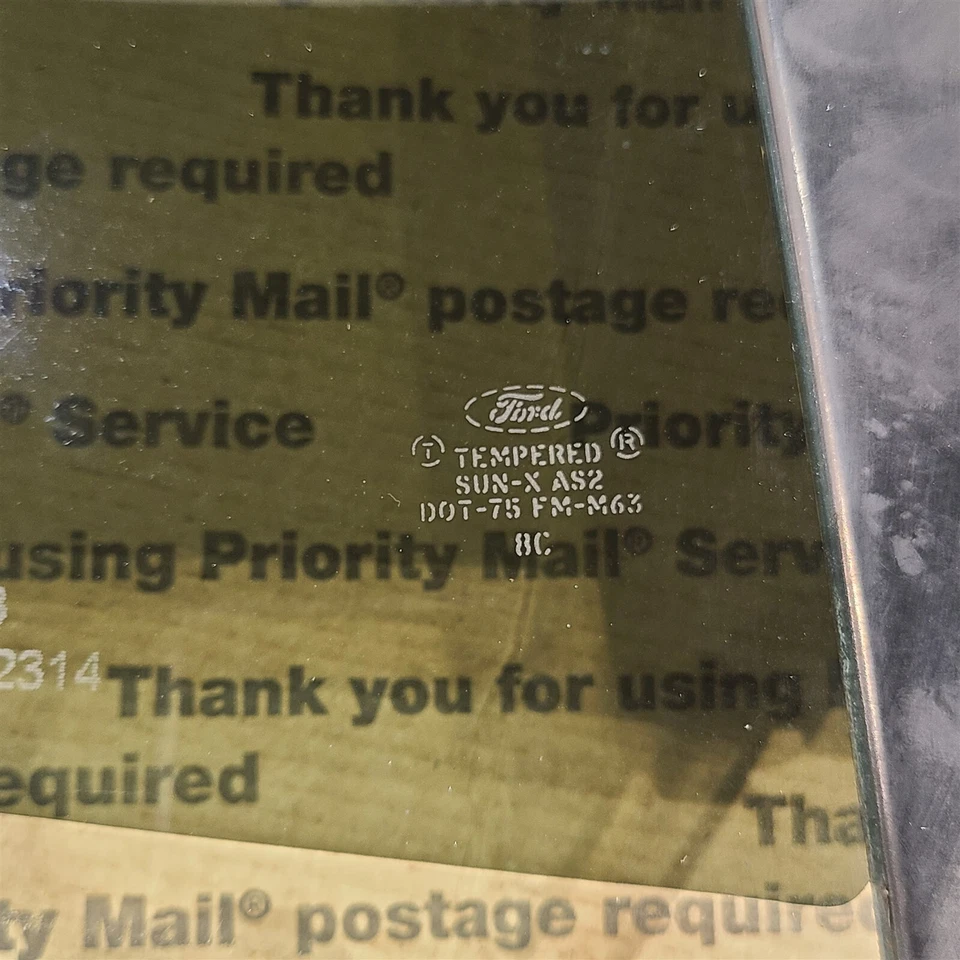 Thank you for u
ge required
riority Mail® postage re
® Service Priority
Ford
T TEMPERED R
SUN-X AS2
DOT-75 FM-M63
8C
using Priority Mail® Serv
2314
Thank you for using
equired
Tha
ty Mail® postage require